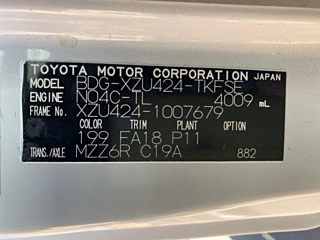 TOYOTA MOTOR CORPORATION JAPAN
MODEL BDG-XZU424-TKFSE
ENGINE N04C-TL 4009 mL
FRAME No. XZU424-1007679
COLOR TRIM PLANT OPTION
199 FA18 P11
TRANS./AXLE MZZ6R C19A 882